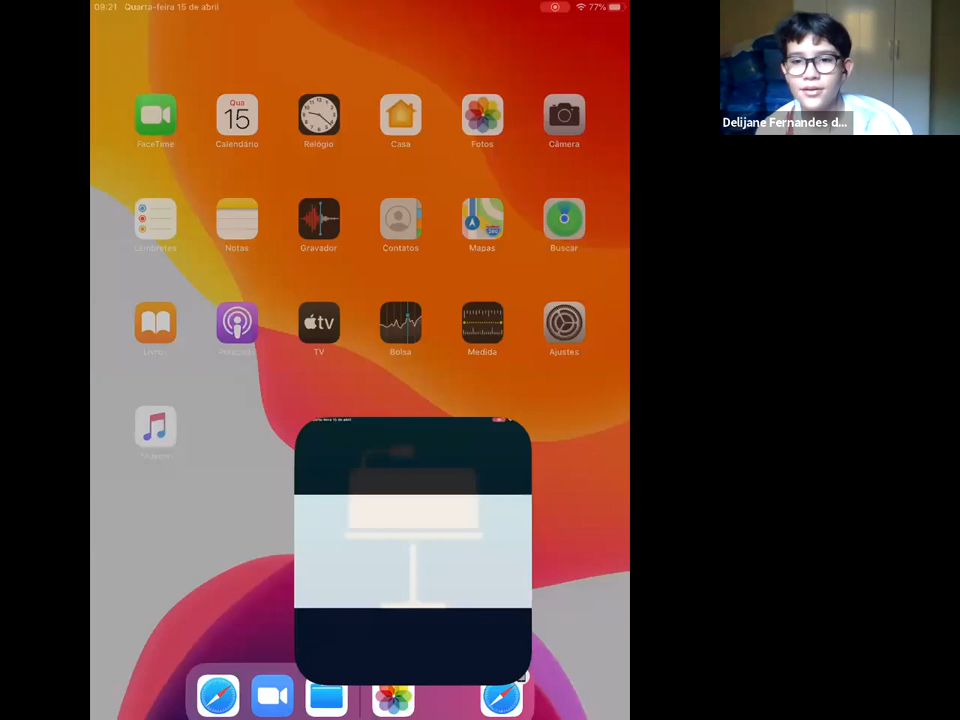 09:21 Quarta-feira 15 de abril 77%
Delijane Fernandes d...
Qua
15
FaceTime Calendário Relógio Casa Fotos Câmera
280
Lembretes Notas Gravador Contatos Mapas Buscar
tv
Livros Podcasts TV Bolsa Medida Ajustes